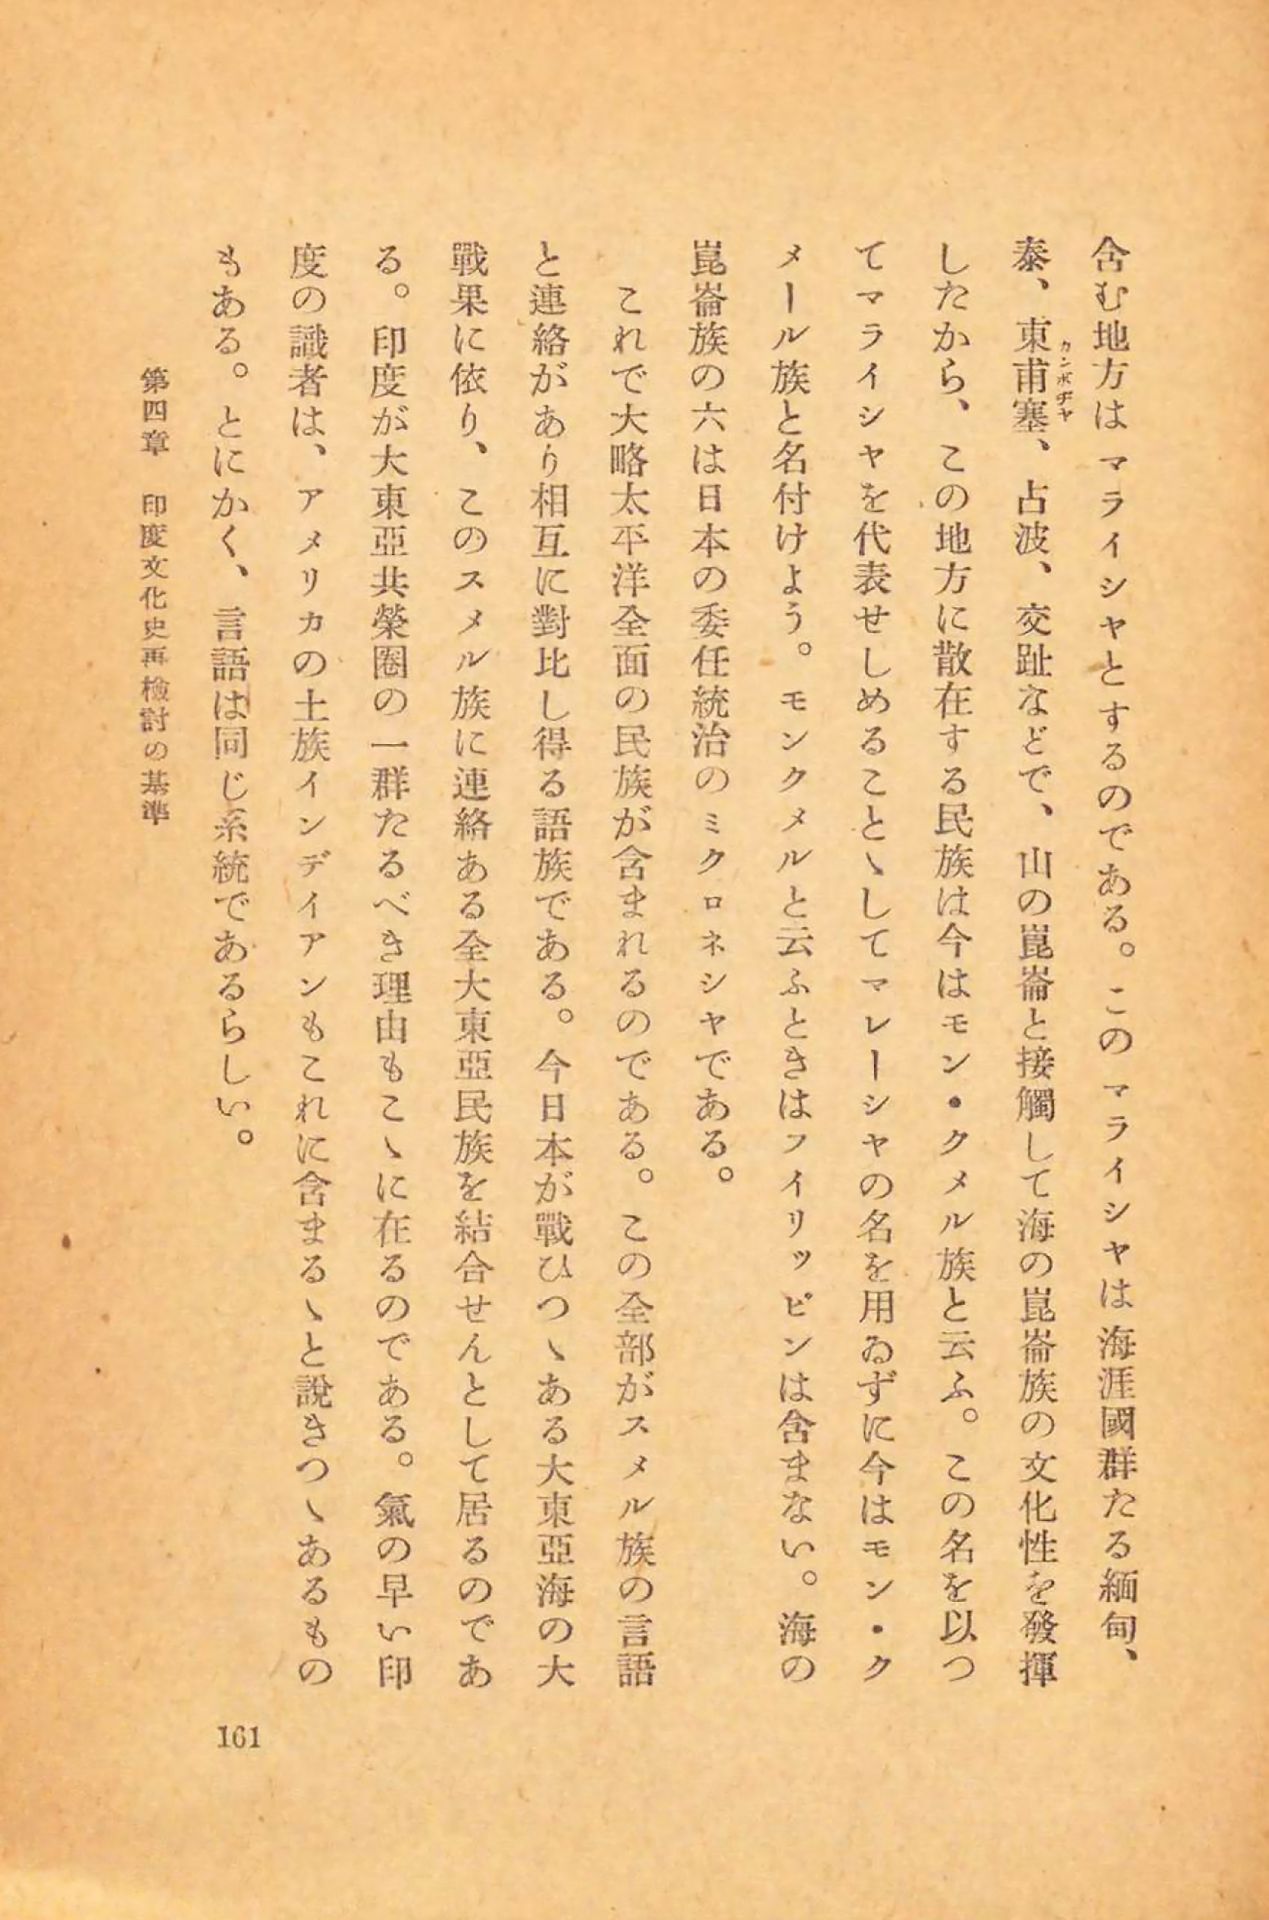 含む地方はマライシヤとするのである。このマライシヤは海涯國群たる緬甸、
泰、東甫塞、占波、交趾などで、山の崑崙と接觸して海の崑崙族の文化性を發揮
カンボヂヤ
したから、この地方に散在する民族は今はモン・クメル族と云ふ。この名を以つ
てマライシヤを代表せしめることゝしてマレーシヤの名を用ゐずに今はモン・ク
メール族と名付けよう。モンクメルと云ふときはフイリッピンは含まない。海の
崑崙族の六は日本の委任統治のミクロネシヤである。
これで大略太平洋全面の民族が含まれるのである。この全部がスメル族の言語
と連絡があり相互に對比し得る語族である。今日本が戰ひつゝある大東亞海の大
戰果に依り、このスメル族に連絡ある全大東亞民族を結合せんとして居るのであ
る。印度が大東亞共榮圈の一群たるべき理由もこゝに在るのである。氣の早い印
度の識者は、アメリカの土族インデイアンもこれに含まるゝと說きつゝあるもの
もある。とにかく、言語は同じ系統であるらしい。
第四章　印度文化史再檢討の基準
161